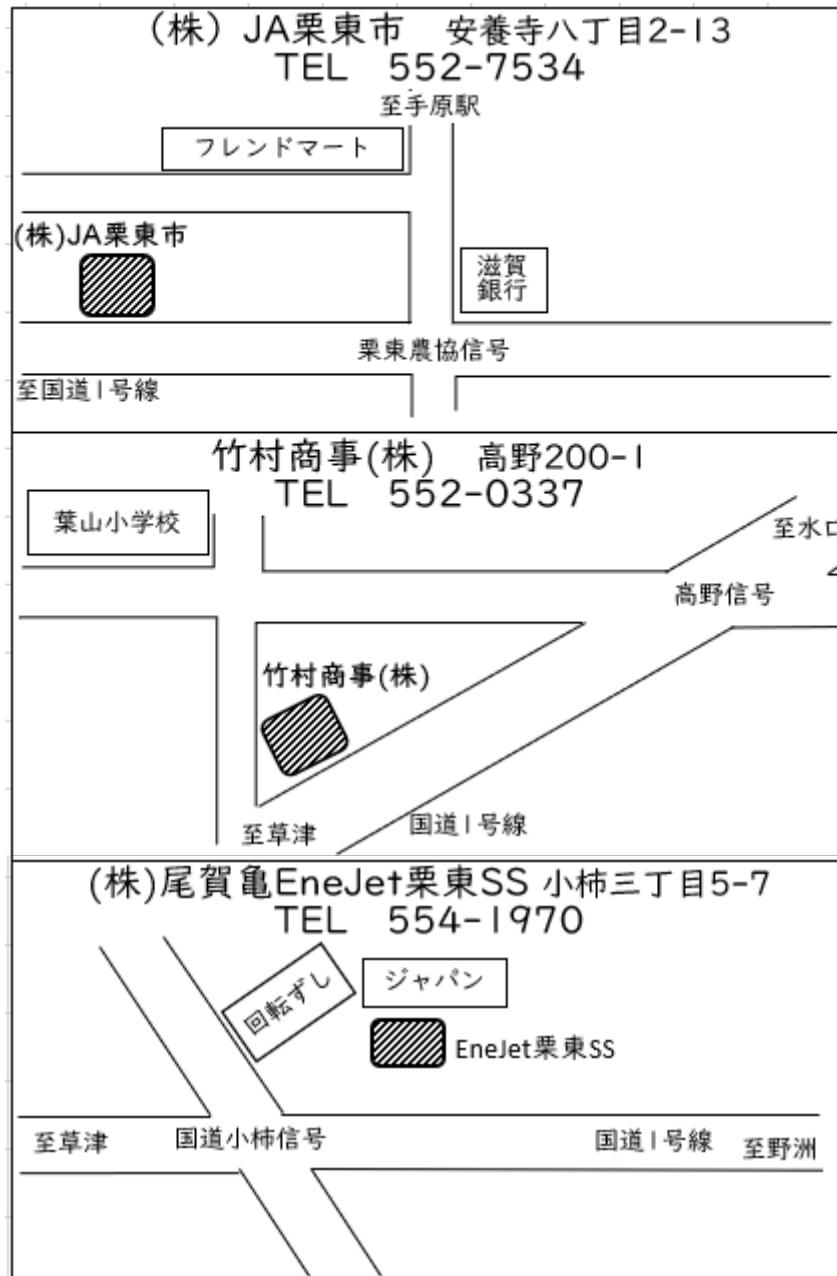 (株) JA栗東市 安養寺八丁目2-13
TEL 552-7534
至手原駅
フレンドマート
(株)JA栗東市
滋賀
銀行
栗東農協信号
至国道1号線
竹村商事(株) 高野200-1
TEL 552-0337
葉山小学校
至水口
高野信号
竹村商事(株)
国道1号線
至草津
(株)尾賀亀EneJet栗東SS 小柿三丁目5-7
TEL 554-1970
回転ずし
ジャパン
EneJet栗東SS
至草津
国道小柿信号
国道1号線
至野洲